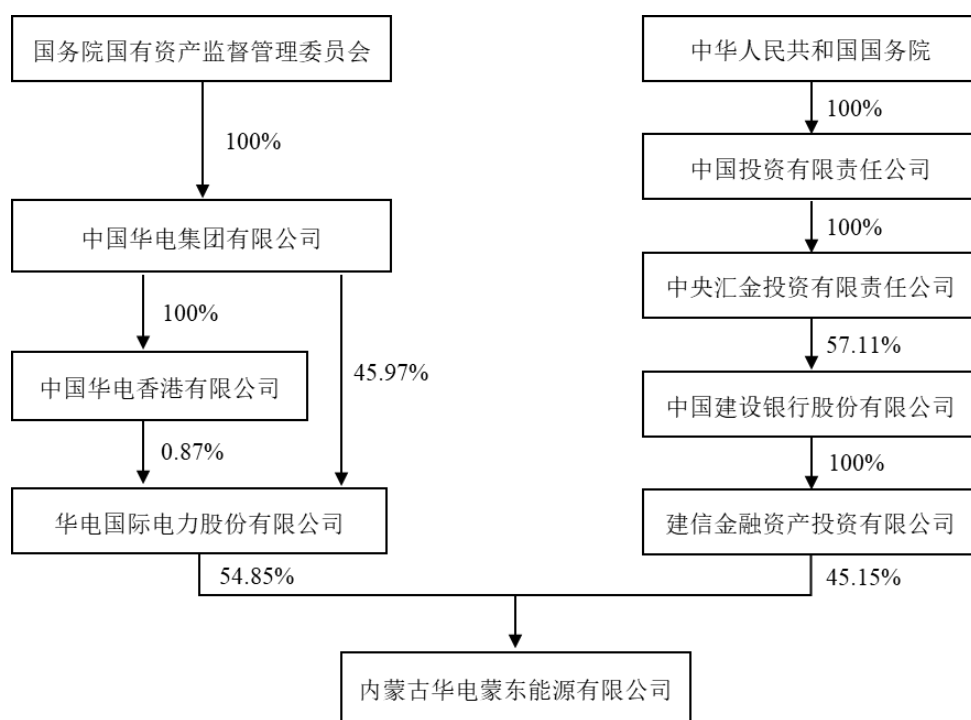 国务院国有资产监督管理委员会
中华人民共和国国务院
100%
100%
中国投资有限责任公司
100%
中国华电集团有限公司
中央汇金投资有限责任公司
100%
45.97%
57.11%
中国华电香港有限公司
中国建设银行股份有限公司
0.87%
100%
华电国际电力股份有限公司
建信金融资产投资有限公司
54.85%
45.15%
内蒙古华电蒙东能源有限公司